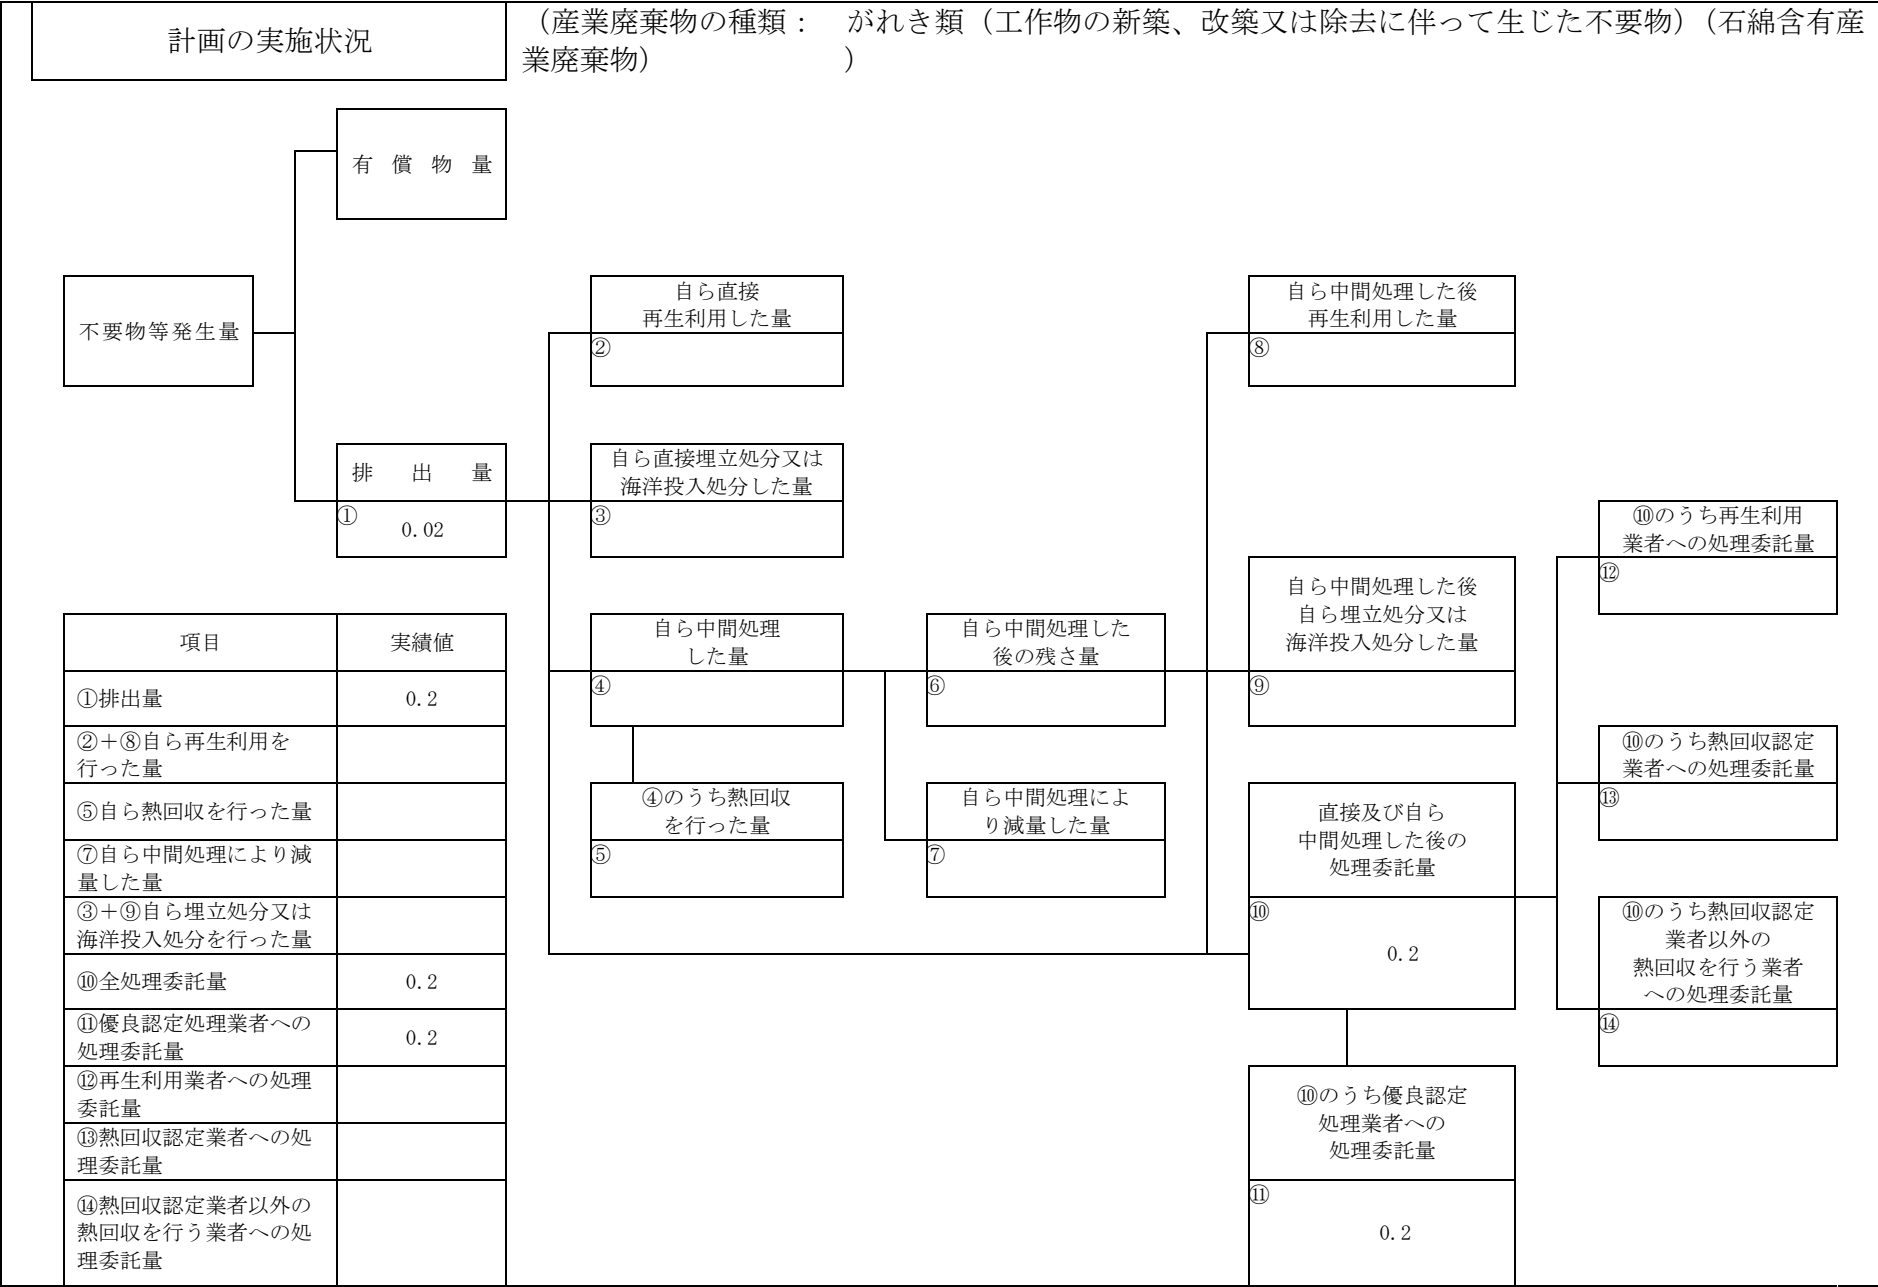 計画の実施状況
（産業廃棄物の種類：　がれき類（工作物の新築、改築又は除去に伴って生じた不要物）（石綿含有産
業廃棄物）　　　　　　　）
有　償　物　量
不要物等発生量
自ら直接
再生利用した量
②
自ら中間処理した後
再生利用した量
⑧
排　出　量
①
0.02
自ら直接埋立処分又は
海洋投入処分した量
③
⑩のうち再生利用
業者への処理委託量
⑫
自ら中間処理した後
自ら埋立処分又は
海洋投入処分した量
⑨
自ら中間処理
した量
④
自ら中間処理した
後の残さ量
⑥
④のうち熱回収
を行った量
⑤
自ら中間処理によ
り減量した量
⑦
直接及び自ら
中間処理した後の
処理委託量
⑩
0.2
⑩のうち熱回収認定
業者への処理委託量
⑬
⑩のうち熱回収認定
業者以外の
熱回収を行う業者
への処理委託量
⑭
⑩のうち優良認定
処理業者への
処理委託量
⑪
0.2
項目　実績値
①排出量　0.2
②＋⑧自ら再生利用を
行った量
⑤自ら熱回収を行った量
⑦自ら中間処理により減
量した量
③＋⑨自ら埋立処分又は
海洋投入処分を行った量
⑩全処理委託量　0.2
⑪優良認定処理業者への
処理委託量　0.2
⑫再生利用業者への処理
委託量
⑬熱回収認定業者への処
理委託量
⑭熱回収認定業者以外の
熱回収を行う業者への処
理委託量